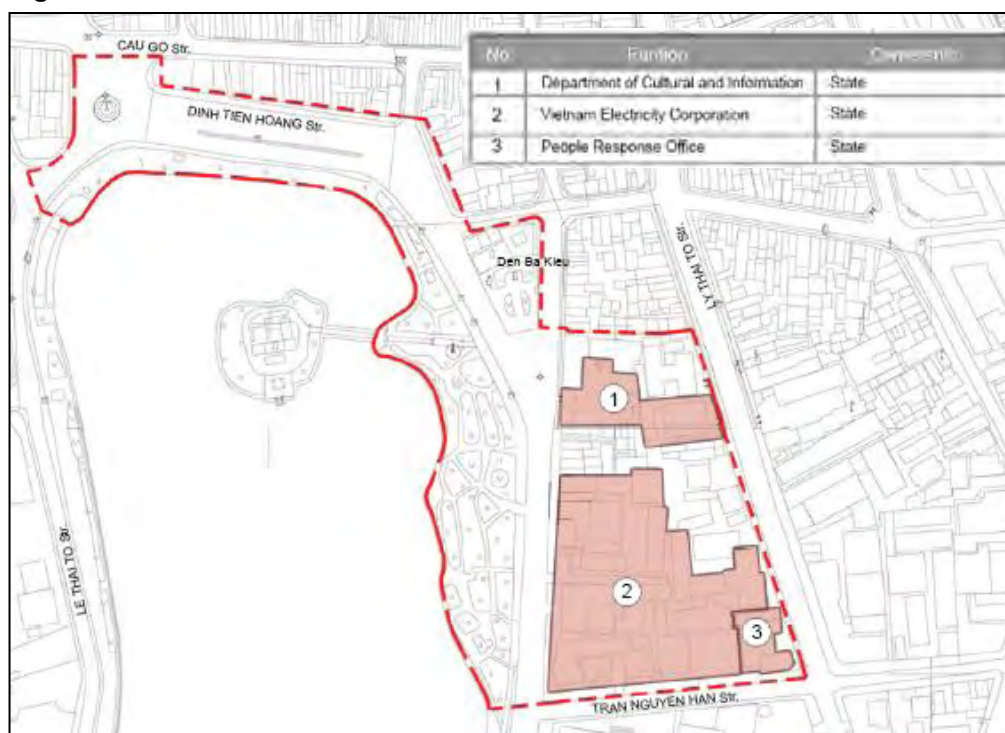 CAU GO Str.
No Funtion Ownership
1 Department of Cultural and Information State
2 Vietnam Electricity Corporation State
3 People Response Office State
DINH TIEN HOANG Str.
Den Ba Kieu
LY THAI TO Str.
1
2
3
LE THAI TO Str
TRAN NGUYEN HAN Str.